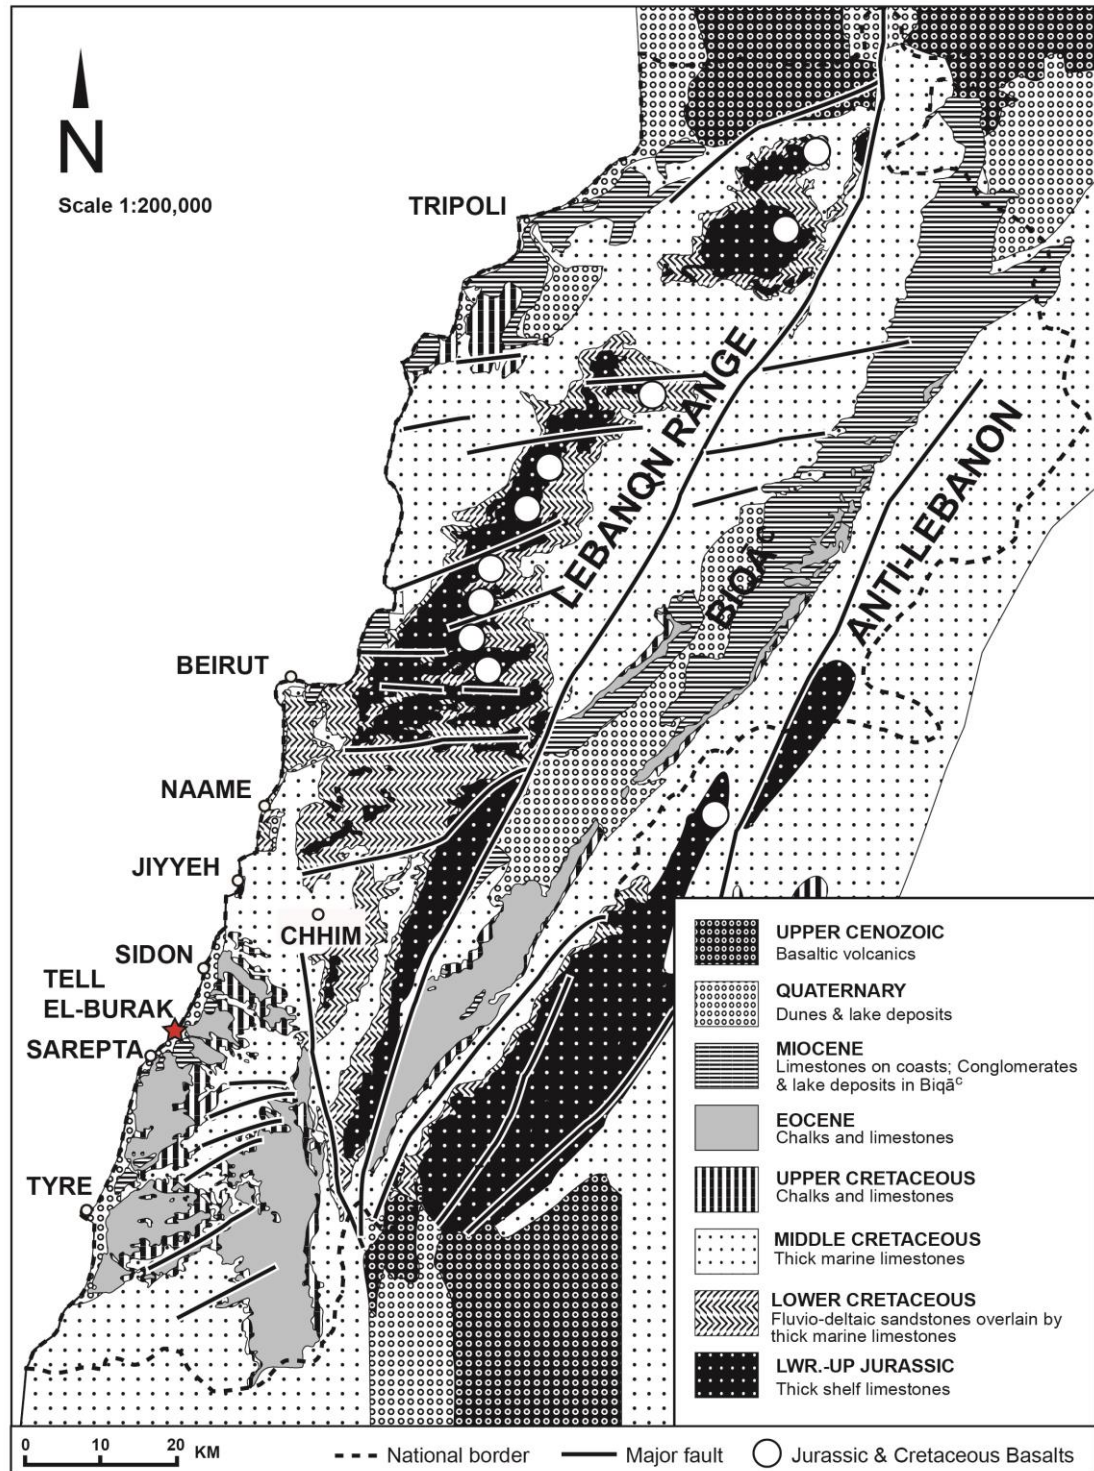 N
Scale 1:200,000
TRIPOLI
LEBANON RANGE
BIQĀᶜ
ANTI-LEBANON
BEIRUT
NAAME
JIYYEH
CHHIM
SIDON
TELL
EL-BURAK
SAREPTA
TYRE
UPPER CENOZOIC
Basaltic volcanics
QUATERNARY
Dunes & lake deposits
MIOCENE
Limestones on coasts; Conglomerates
& lake deposits in Biqāᶜ
EOCENE
Chalks and limestones
UPPER CRETACEOUS
Chalks and limestones
MIDDLE CRETACEOUS
Thick marine limestones
LOWER CRETACEOUS
Fluvio-deltaic sandstones overlain by
thick marine limestones
LWR.-UP JURASSIC
Thick shelf limestones
0 10 20 KM
National border
Major fault
Jurassic & Cretaceous Basalts